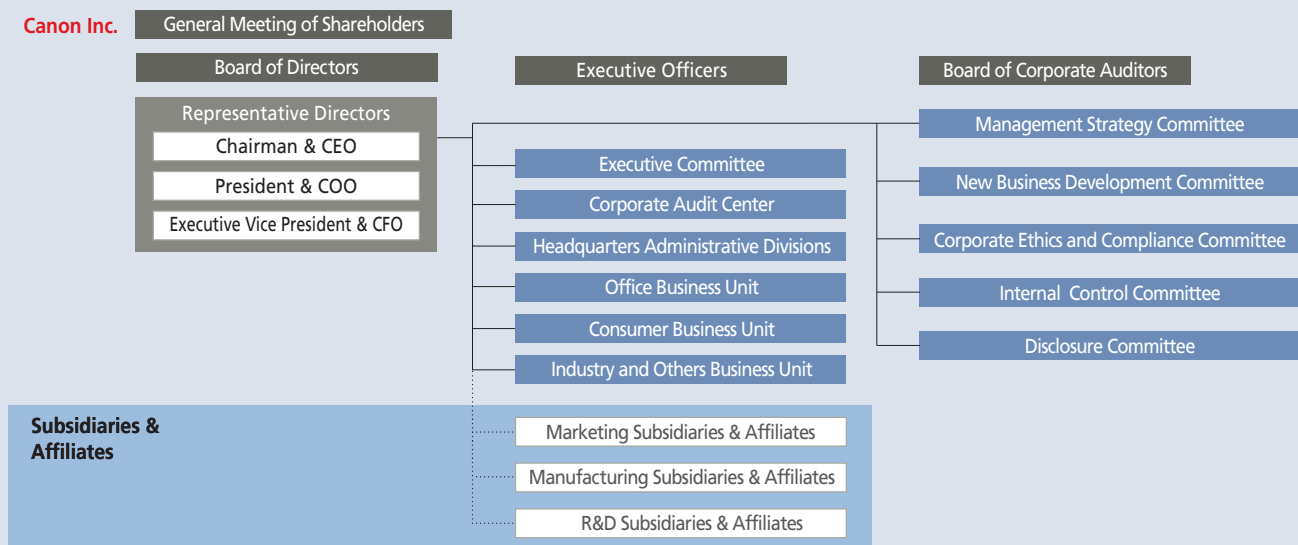 Canon Inc.
General Meeting of Shareholders
Board of Directors
Executive Officers
Board of Corporate Auditors
Representative Directors
Chairman & CEO
President & COO
Executive Vice President & CFO
Executive Committee
Corporate Audit Center
Headquarters Administrative Divisions
Office Business Unit
Consumer Business Unit
Industry and Others Business Unit
Management Strategy Committee
New Business Development Committee
Corporate Ethics and Compliance Committee
Internal Control Committee
Disclosure Committee
Subsidiaries &
Affiliates
Marketing Subsidiaries & Affiliates
Manufacturing Subsidiaries & Affiliates
R&D Subsidiaries & Affiliates